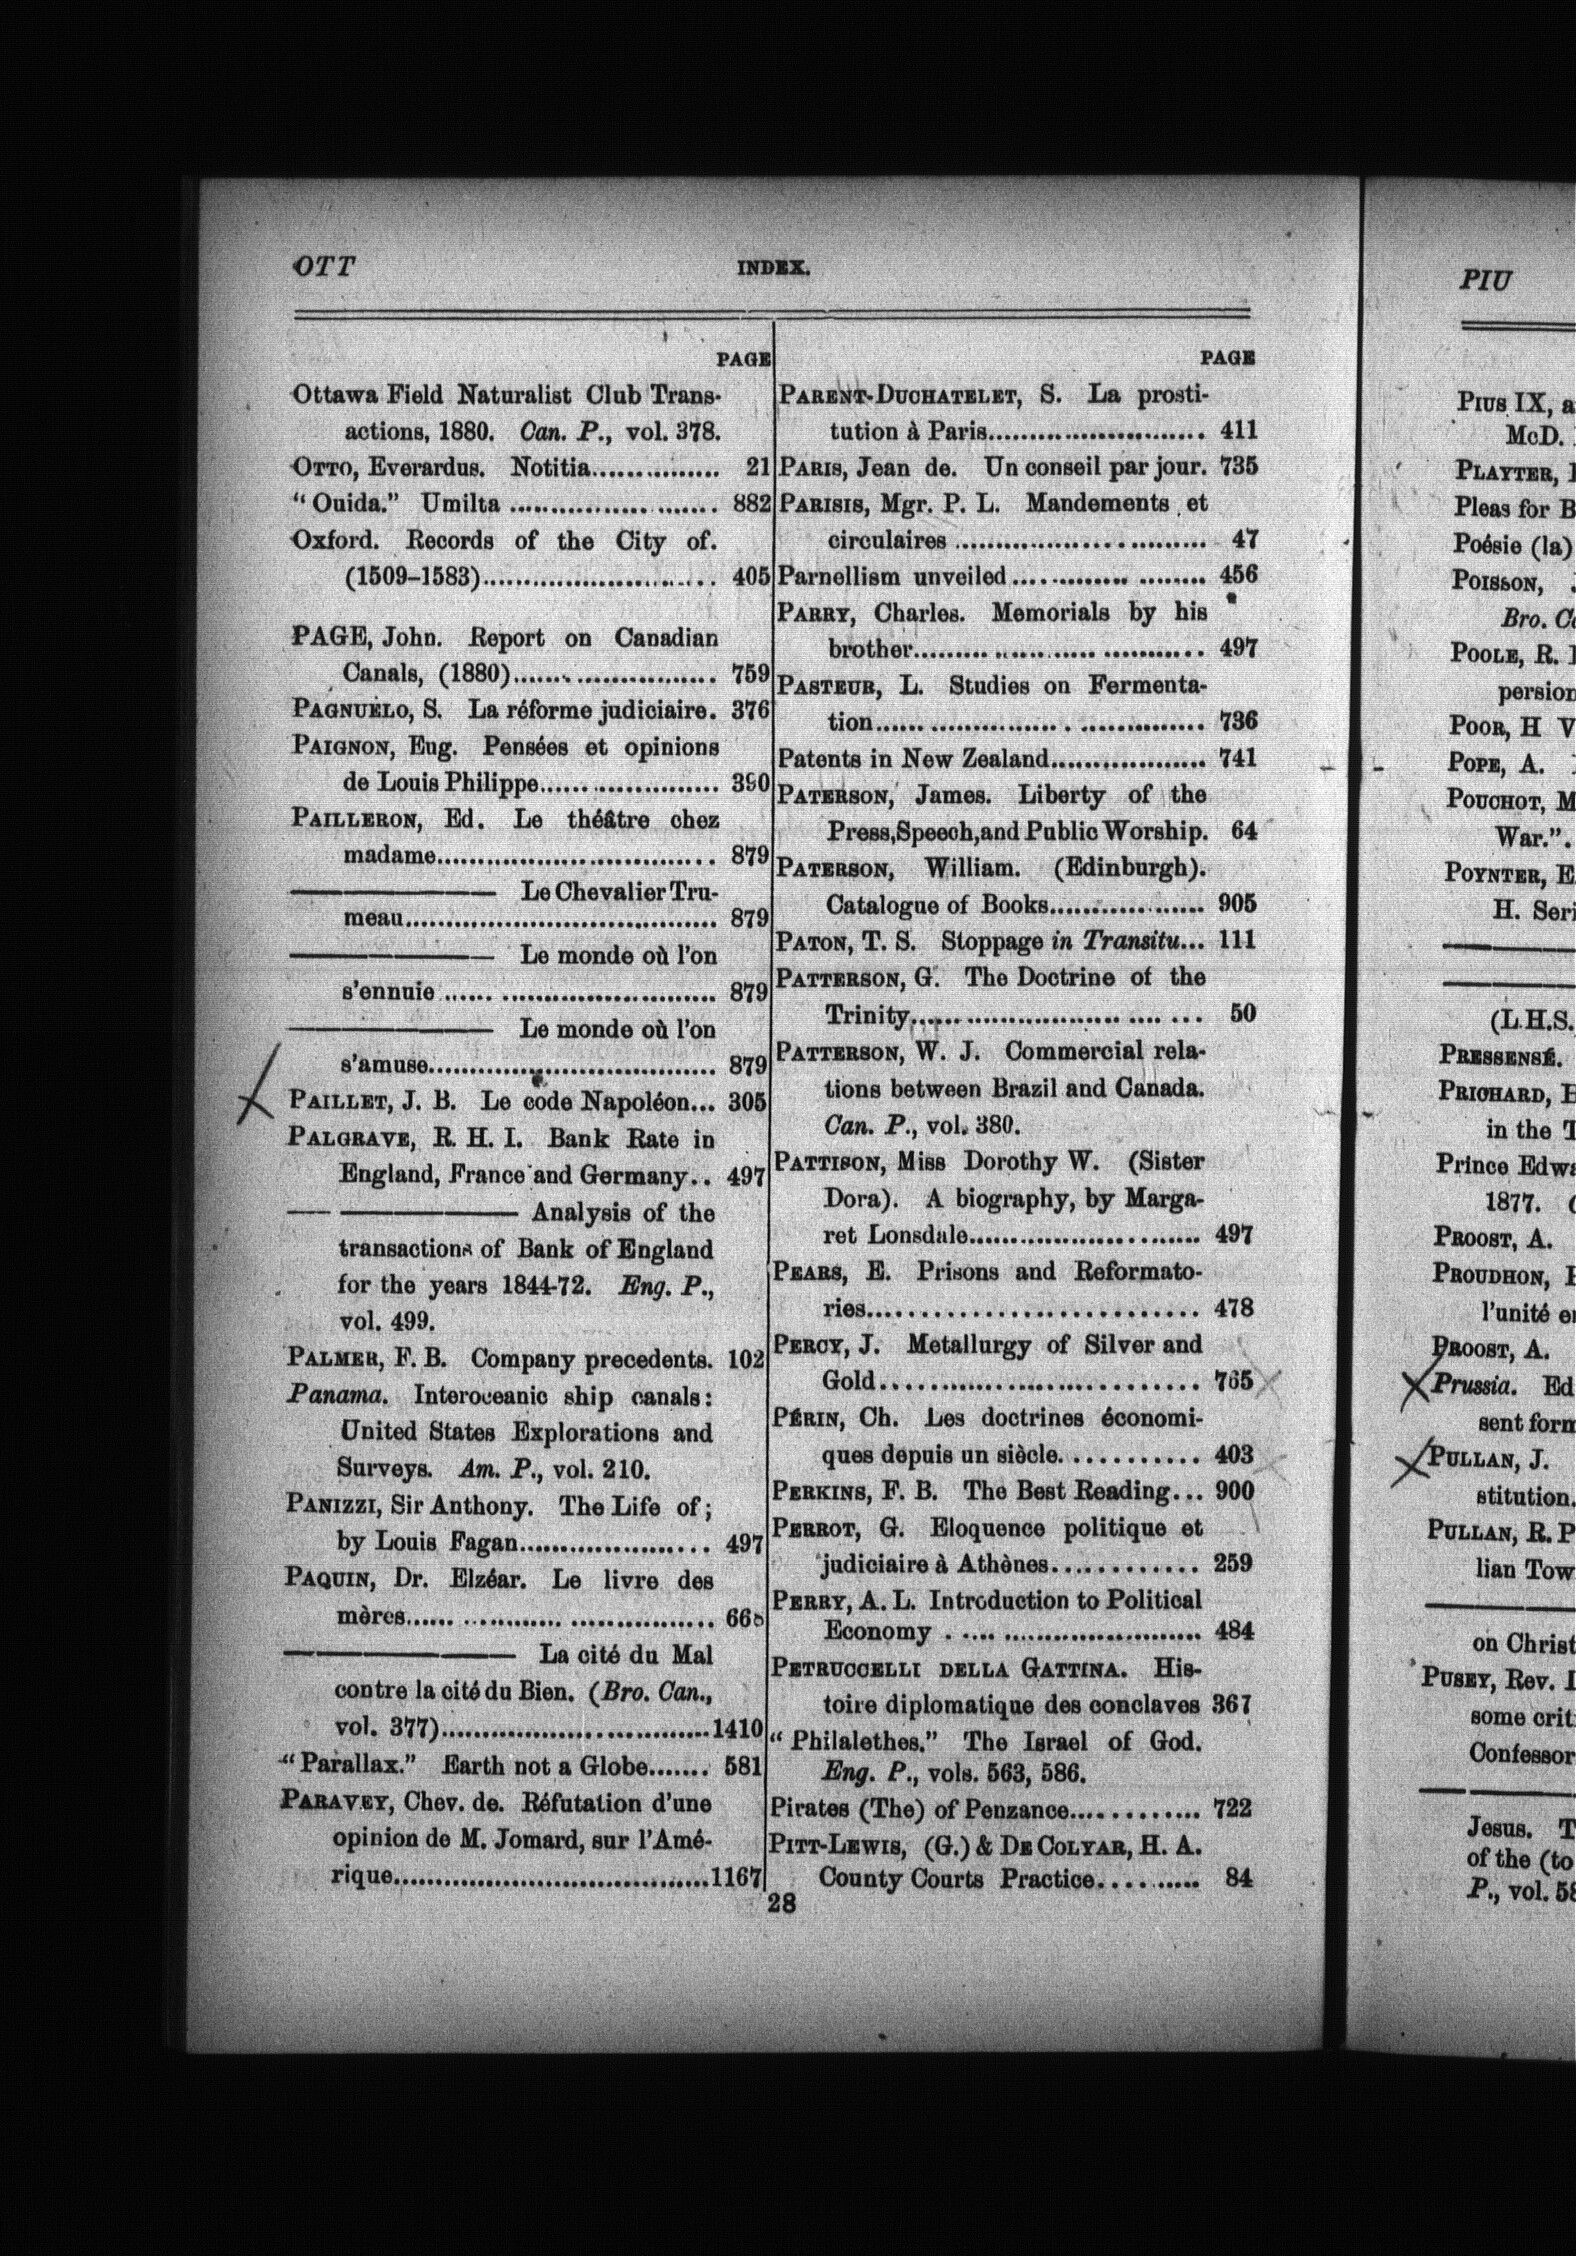 OTT
INDEX.
PAGE
Ottawa Field Naturalist Club Trans-
actions, 1880. Can. P., vol. 378.
OTTO, Everardus. Notitia............... 21
“Ouida.” Umilta ........................ 882
Oxford. Records of the City of.
(1509–1583)........................... 405
PAGE, John. Report on Canadian
Canals, (1880)........................ 759
PAGNUELO, S. La réforme judiciaire. 376
PAIGNON, Eug. Pensées et opinions
de Louis Philippe...................... 390
PAILLERON, Ed. Le théâtre chez
madame.................................. 879
———— Le Chevalier Tru-
meau...................................... 879
———— Le monde où l'on
s'ennuie ................................ 879
———— Le monde où l'on
s'amuse................................... 879
PAILLET, J. B. Le code Napoléon... 305
PALGRAVE, R. H. I. Bank Rate in
England, France and Germany.. 497
———— Analysis of the
transactions of Bank of England
for the years 1844-72. Eng. P.,
vol. 499.
PALMER, F. B. Company precedents. 102
Panama. Interoceanic ship canals:
United States Explorations and
Surveys. Am. P., vol. 210.
PANIZZI, Sir Anthony. The Life of;
by Louis Fagan....................... 497
PAQUIN, Dr. Elzéar. Le livre des
mères.....................................
———— La cité du Mal
contre la cité du Bien. (Bro. Can.,
vol. 377)................................1410
“Parallax.” Earth not a Globe....... 581
PARAVEY, Chev. de. Réfutation d'une
opinion de M. Jomard, sur l'Amé-
rique......................................1167
PAGE
PARENT-DUCHATELET, S. La prosti-
tution à Paris.......................... 411
PARIS, Jean de. Un conseil par jour. 735
PARISIS, Mgr. P. L. Mandements et
circulaires .............................. 47
Parnellism unveiled ..................... 456
PARRY, Charles. Memorials by his
brother................................... 497
PASTEUR, L. Studies on Fermenta-
tion....................................... 736
Patents in New Zealand.................. 741
PATERSON, James. Liberty of the
Press, Speech, and Public Worship. 64
PATERSON, William. (Edinburgh).
Catalogue of Books................... 905
PATON, T. S. Stoppage in Transitu... 111
PATTERSON, G. The Doctrine of the
Trinity................................... 50
PATTERSON, W. J. Commercial rela-
tions between Brazil and Canada.
Can. P., vol. 380.
PATTISON, Miss Dorothy W. (Sister
Dora). A biography, by Marga-
ret Lonsdale............................ 497
PEARS, E. Prisons and Reformato-
ries....................................... 478
PERCY, J. Metallurgy of Silver and
Gold...................................... 765
PÉRIN, Ch. Les doctrines économi-
ques depuis un siècle................ 403
PERKINS, F. B. The Best Reading... 900
PERROT, G. Eloquence politique et
judiciaire à Athènes................. 259
PERRY, A. L. Introduction to Political
Economy ................................ 484
PETRUCCELLI DELLA GATTINA. His-
toire diplomatique des conclaves 367
“Philalethes.” The Israel of God.
Eng. P., vols. 563, 586.
Pirates (The) of Penzance............. 722
PITT-LEWIS, (G.) & DE COLYAR, H. A.
County Courts Practice............. 84
28
PIU
PIUS IX, a
McD.
PLAYTER,
Pleas for B
Poésie (la)
POISSON,
Bro. Ca
POOLE, R.
persion
POOR, H V
POPE, A.
POUCHOT, M
War.”.
POYNTER, E
H. Seri
(L.H.S.
PRESSENSÉ.
PRICHARD, H
in the T
Prince Edwa
1877.
PROOST, A.
PROUDHON,
l'unité e
PROOST, A.
Prussia. Ed
sent form
PULLAN, J.
stitution.
PULLAN, R. P
lian Tow
on Christ
PUSEY, Rev.
some criti
Confessor
Jesus. T
of the (to
P., vol. 58